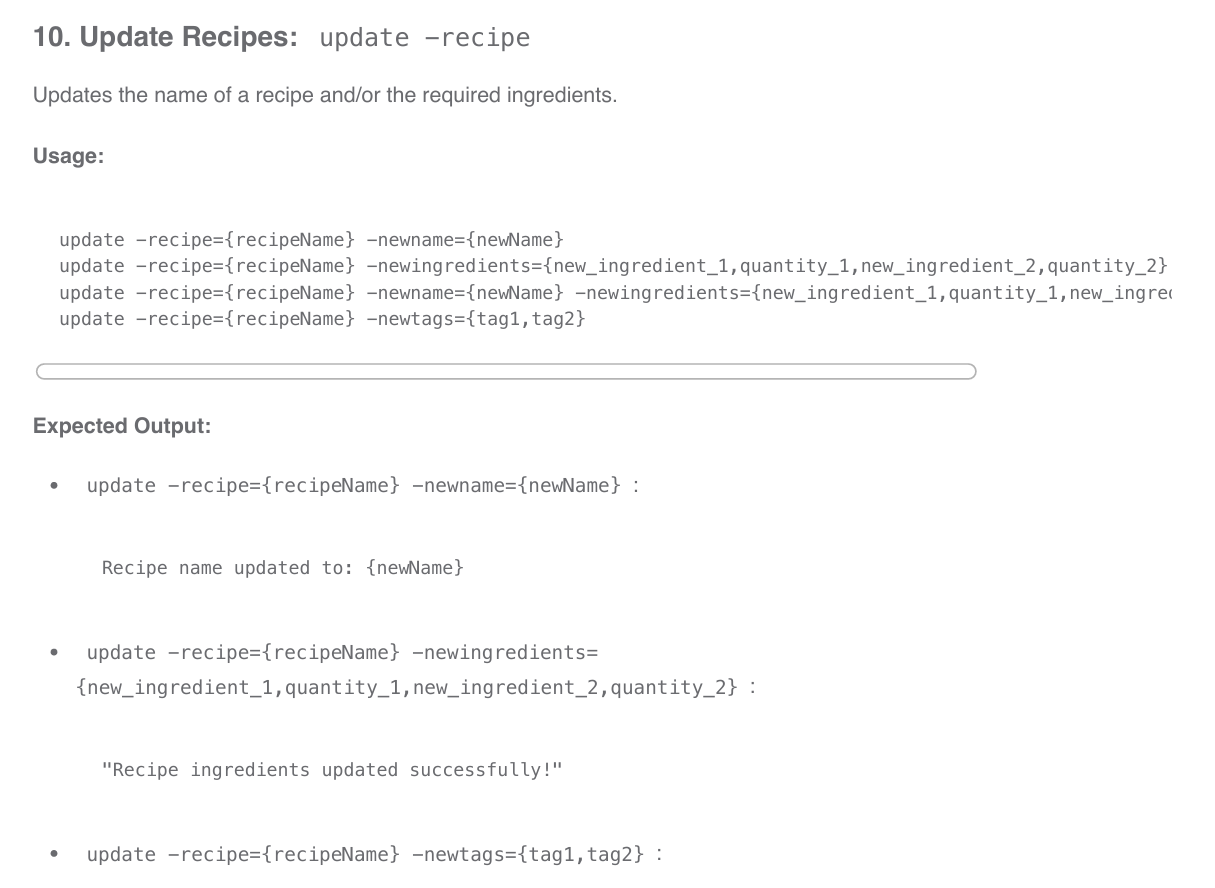 10. Update Recipes: update –recipe
Updates the name of a recipe and/or the required ingredients.
Usage:
update –recipe={recipeName} –newname={newName}
update –recipe={recipeName} –newingredients={new_ingredient_1,quantity_1,new_ingredient_2,quantity_2}
update –recipe={recipeName} –newname={newName} –newingredients={new_ingredient_1,quantity_1,new_ingre
update –recipe={recipeName} –newtags={tag1,tag2}
Expected Output:
• update –recipe={recipeName} –newname={newName} :
Recipe name updated to: {newName}
• update –recipe={recipeName} –newingredients=
{new_ingredient_1,quantity_1,new_ingredient_2,quantity_2} :
"Recipe ingredients updated successfully!"
• update –recipe={recipeName} –newtags={tag1,tag2} :